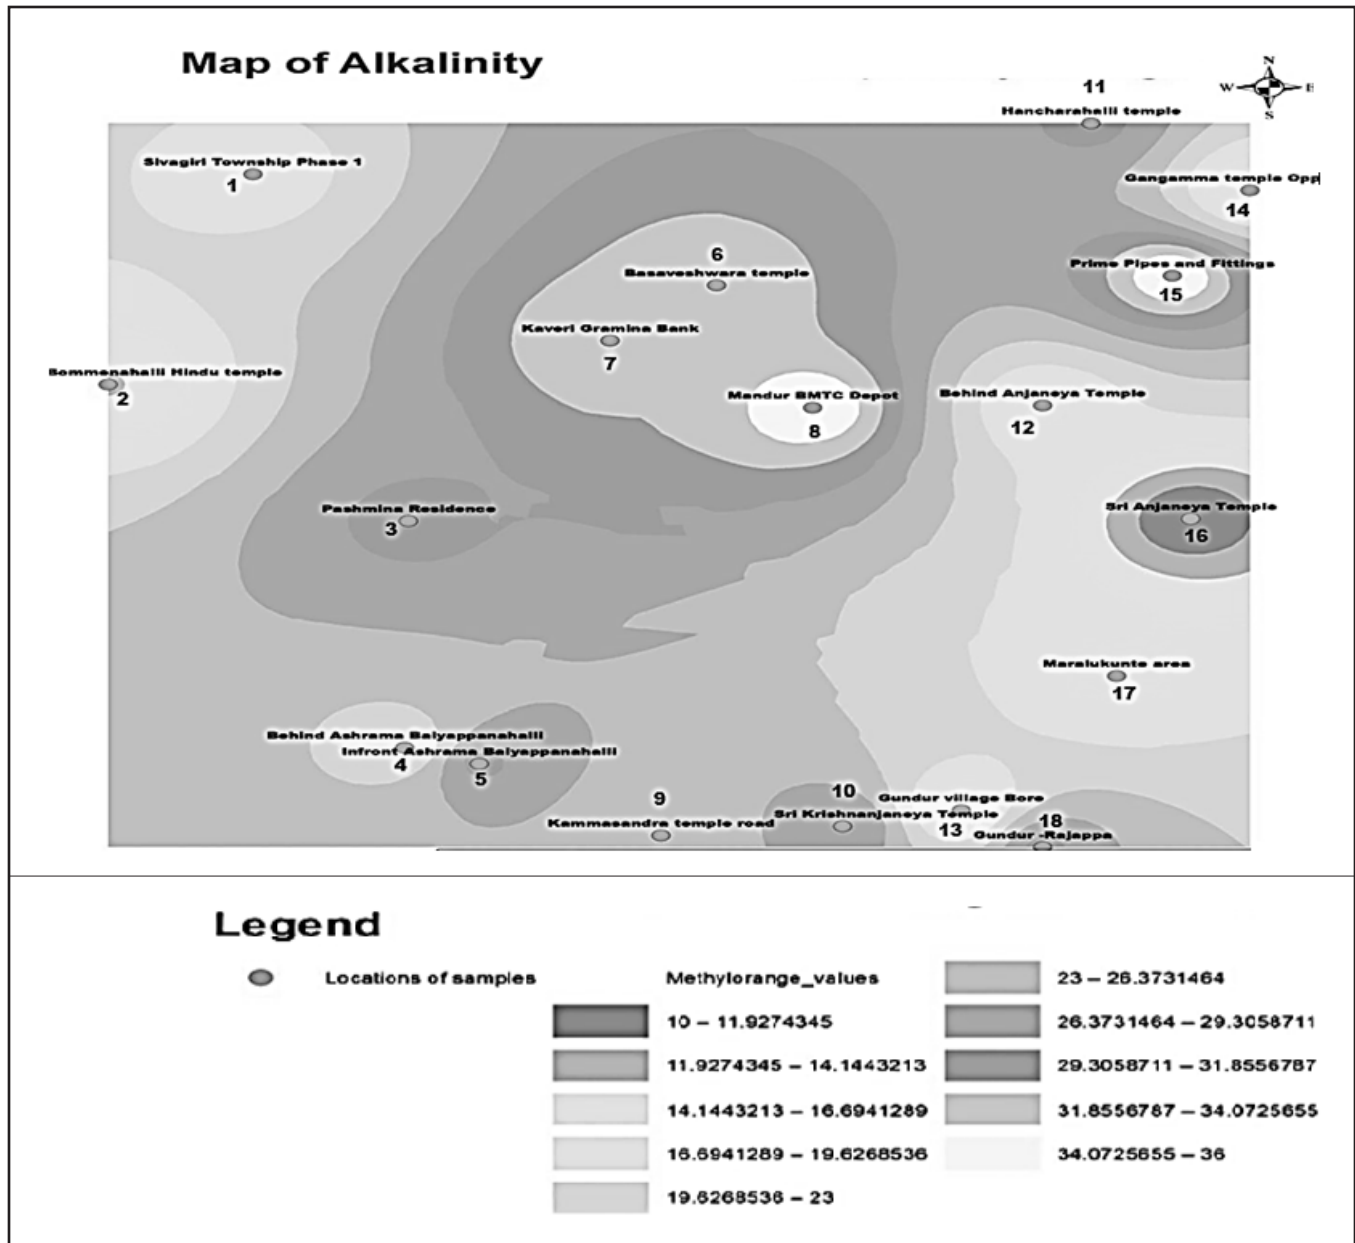 Map of Alkalinity
N
W E
S
11
Hancharahalli temple
Sivagiri Township Phase 1
1
Gangamma temple Opp
14
6
Basaveshwara temple
Prime Pipes and Fittings
15
Kaveri Gramina Bank
7
Bommenahalli Hindu temple
2
Mandur BMTC Depot
8
Behind Anjaneya Temple
12
Pashmina Residence
3
Sri Anjaneya Temple
16
Maralukunte area
17
Behind Ashrama Baiyappanahalli
4
Infront Ashrama Baiyappanahalli
5
9
Kammasandra temple road
10
Sri Krishnanjaneya Temple
Gundur village Bore
13
18
Gundur -Rajappa
Legend
Locations of samples
Methylorange_values
10 – 11.9274345
11.9274345 – 14.1443213
14.1443213 – 16.6941289
16.6941289 – 19.6268536
19.6268536 – 23
23 – 26.3731464
26.3731464 – 29.3058711
29.3058711 – 31.8556787
31.8556787 – 34.0725655
34.0725655 – 36